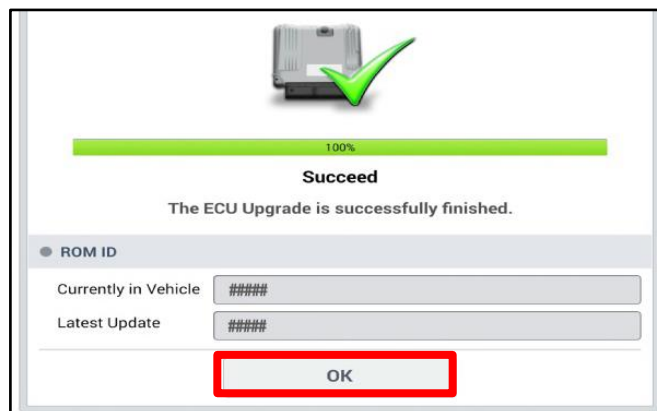 100%
Succeed
The ECU Upgrade is successfully finished.
ROM ID
Currently in Vehicle #####
Latest Update #####
OK